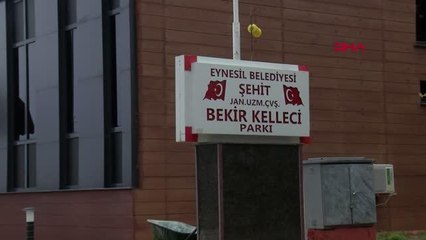 EYNESİL BELEDİYESİ
ŞEHİT
JAN.UZM.ÇVŞ.
BEKİR KELLECİ
PARKI